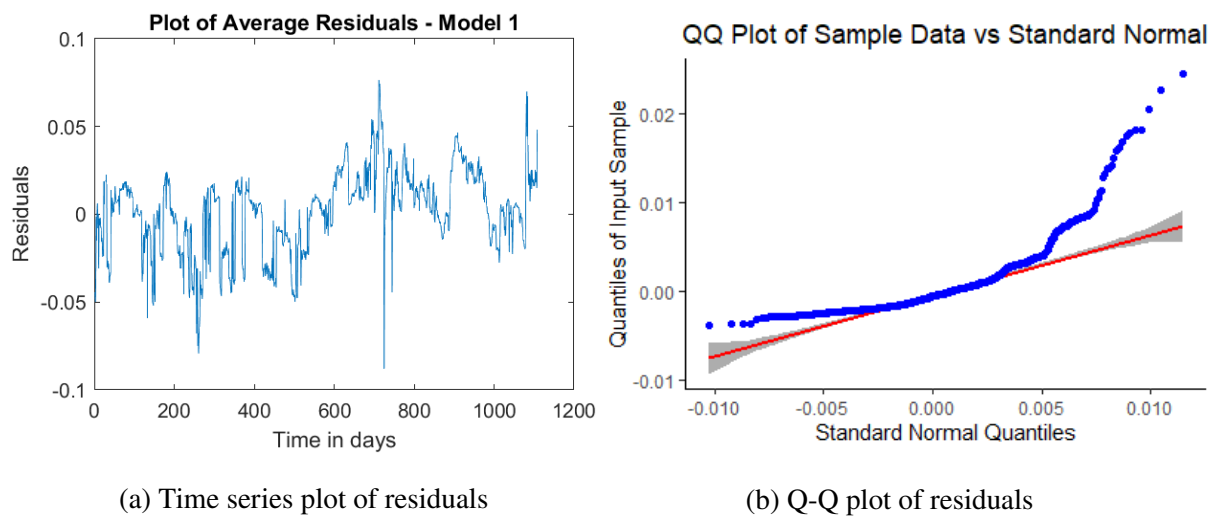 Plot of Average Residuals - Model 1
0.1
0.05
0
-0.05
-0.1
Residuals
0
200
400
600
800
1000
1200
Time in days
(a) Time series plot of residuals
QQ Plot of Sample Data vs Standard Normal
0.02
0.01
0.00
-0.01
Quantiles of Input Sample
-0.010
-0.005
0.000
0.005
0.010
Standard Normal Quantiles
(b) Q-Q plot of residuals